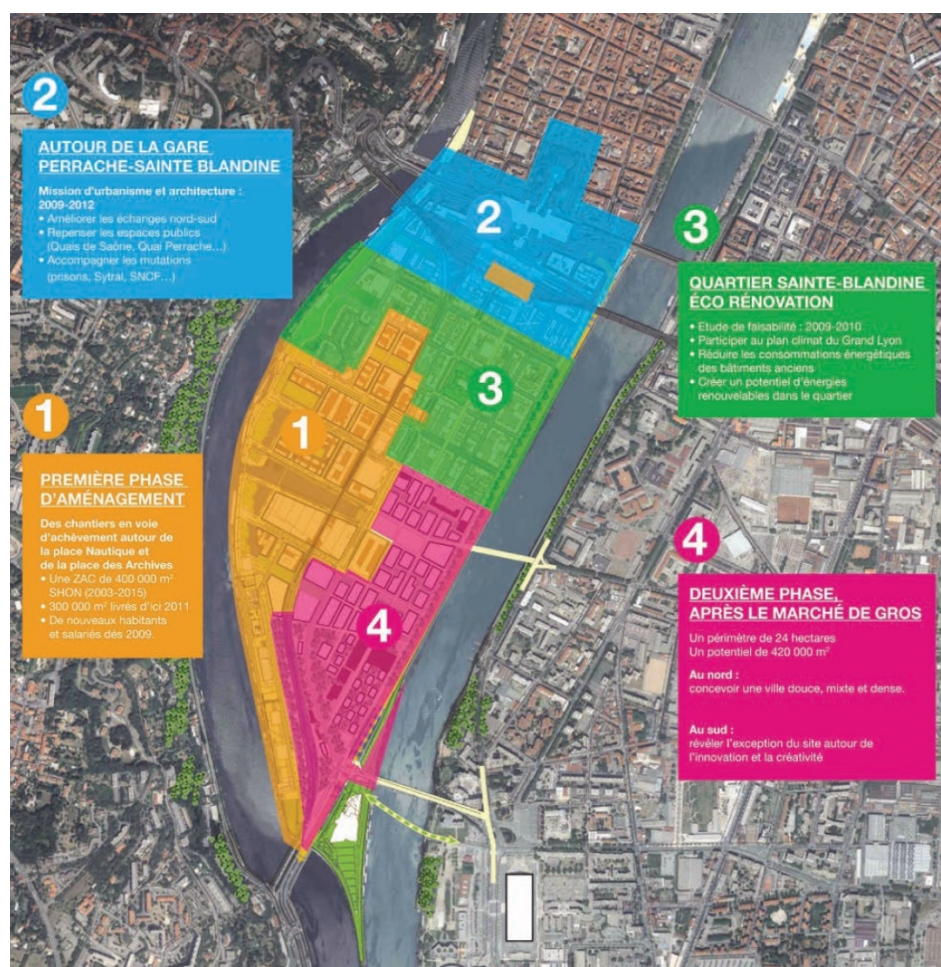 2
AUTOUR DE LA GARE
PERRACHE-SAINTE BLANDINE
Mission d'urbanisme et architecture :
2009-2012
• Améliorer les échanges nord-sud
• Repenser les espaces publics
(Quais de Saône, Quai Perrache…)
• Accompagner les mutations
(prisons, Sytral, SNCF…)
2
3
QUARTIER SAINTE-BLANDINE
ÉCO RÉNOVATION
• Etude de faisabilité : 2009-2010
• Participer au plan climat du Grand Lyon
• Réduire les consommations énergétiques
des bâtiments anciens
• Créer un potentiel d'énergies
renouvelables dans le quartier
3
1
1
PREMIÈRE PHASE
D'AMÉNAGEMENT
Des chantiers en voie
d'achèvement autour de
la place Nautique et
de la place des Archives
• Une ZAC de 400 000 m²
SHON (2003-2015)
• 300 000 m² livrés d'ici 2011
• De nouveaux habitants
et salariés dés 2009.
4
4
DEUXIÈME PHASE,
APRÈS LE MARCHÉ DE GROS
Un périmètre de 24 hectares
Un potentiel de 420 000 m²
Au nord :
concevoir une ville douce, mixte et dense.
Au sud :
révéler l'exception du site autour de
l'innovation et la créativité